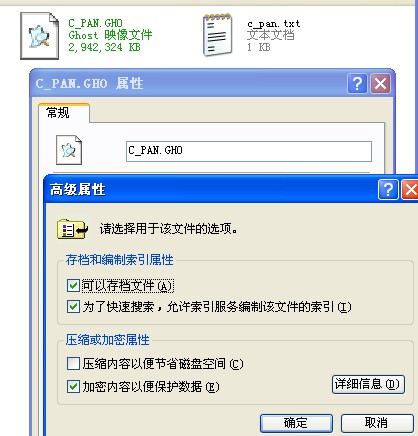 C_PAN.GHO
Ghost 映像文件
2,942,324 KB
c_pan.txt
文本文档
1 KB
C_PAN.GHO 属性
常规
C_PAN.GHO
高级属性
请选择用于该文件的选项。
存档和编制索引属性
可以存档文件(A)
为了快速搜索，允许索引服务编制该文件的索引(I)
压缩或加密属性
压缩内容以便节省磁盘空间(C)
加密内容以便保护数据(E)
详细信息(D)
确定
取消